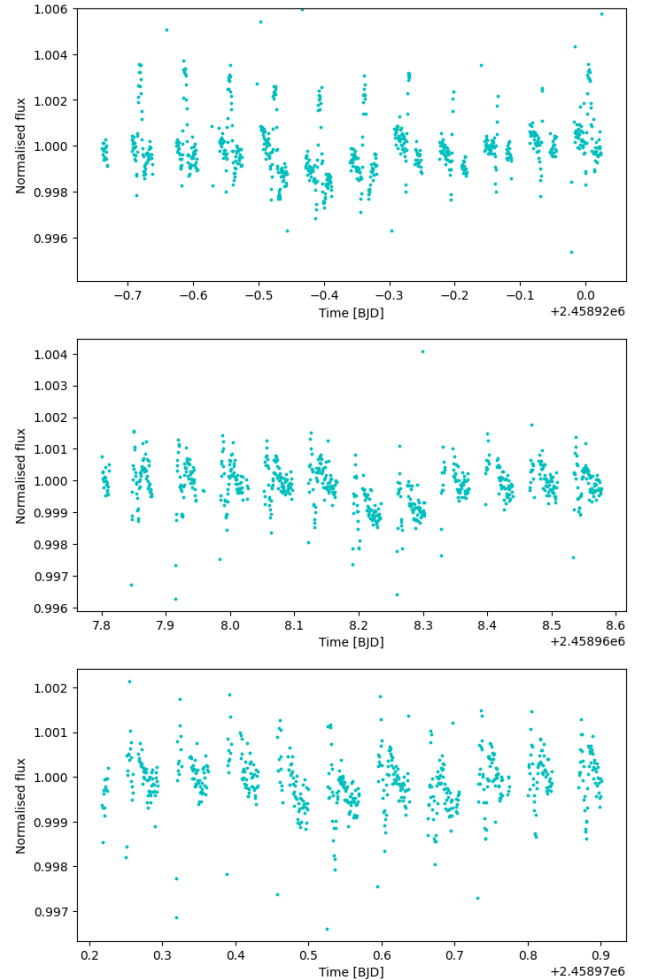 1.006
1.004
1.002
1.000
0.998
0.996
Normalised flux
−0.7 −0.6 −0.5 −0.4 −0.3 −0.2 −0.1 0.0
Time [BJD]
+2.45892e6
1.004
1.003
1.002
1.001
1.000
0.999
0.998
0.997
0.996
Normalised flux
7.8 7.9 8.0 8.1 8.2 8.3 8.4 8.5 8.6
Time [BJD]
+2.45896e6
1.002
1.001
1.000
0.999
0.998
0.997
Normalised flux
0.2 0.3 0.4 0.5 0.6 0.7 0.8 0.9
Time [BJD]
+2.45897e6